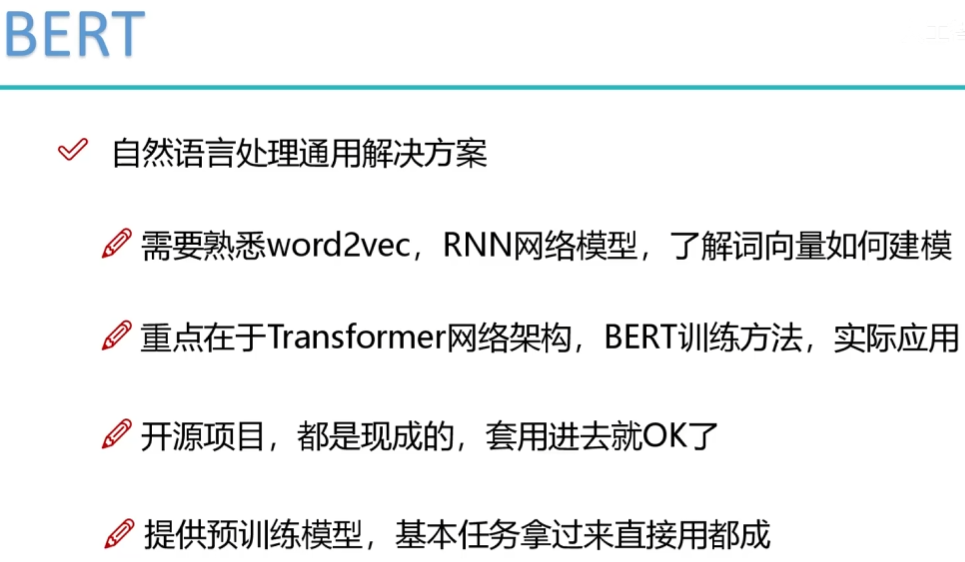 BERT
自然语言处理通用解决方案
需要熟悉word2vec，RNN网络模型，了解词向量如何建模
重点在于Transformer网络架构，BERT训练方法，实际应用
开源项目，都是现成的，套用进去就OK了
提供预训练模型，基本任务拿过来直接用都成